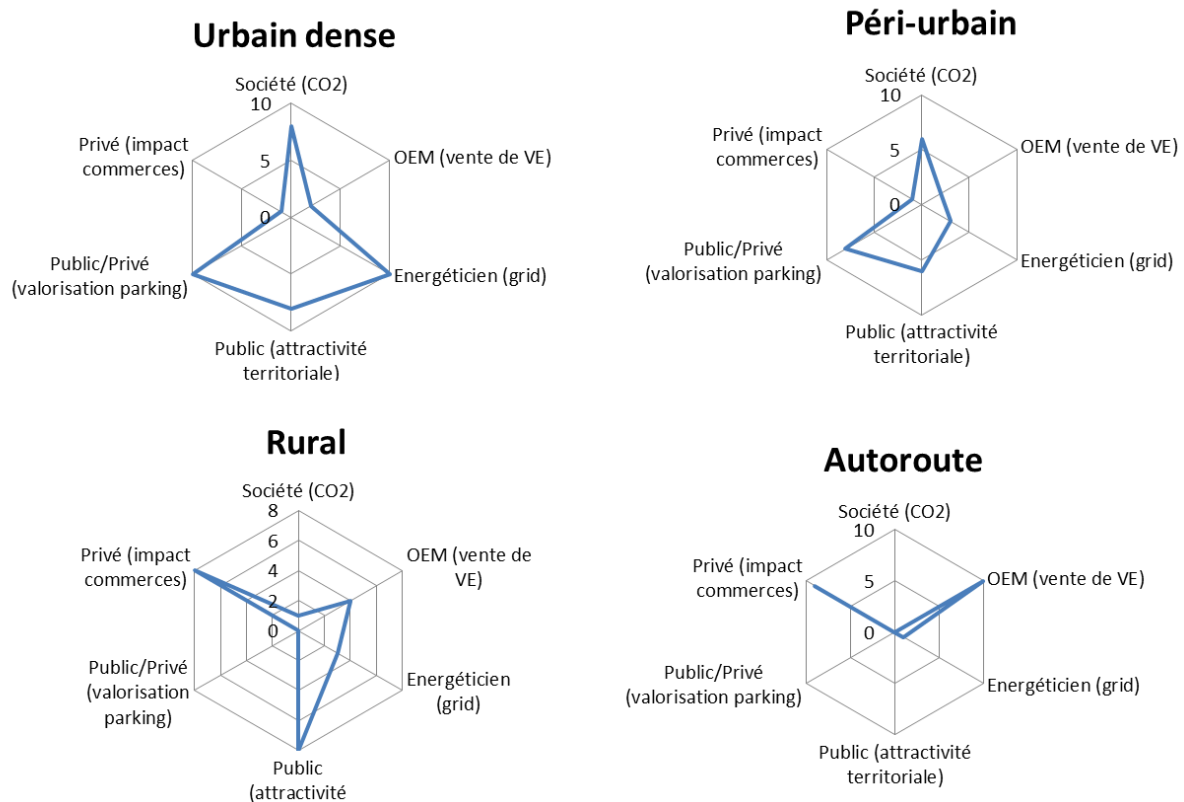 Urbain dense
Société (CO2)
10
Privé (impact
commerces)
OEM (vente de VE)
5
0
Public/Privé
(valorisation parking)
Energéticien (grid)
Public (attractivité
territoriale)
Péri-urbain
Société (CO2)
10
Privé (impact
commerces)
OEM (vente de VE)
5
0
Public/Privé
(valorisation parking)
Energéticien (grid)
Public (attractivité
territoriale)
Rural
Société (CO2)
8
6
Privé (impact
commerces)
OEM (vente de
VE)
4
2
0
Public/Privé
(valorisation
parking)
Energéticien
(grid)
Public
(attractivité
Autoroute
Société (CO2)
10
Privé (impact
commerces)
OEM (vente de VE)
5
0
Public/Privé
(valorisation parking)
Energéticien (grid)
Public (attractivité
territoriale)